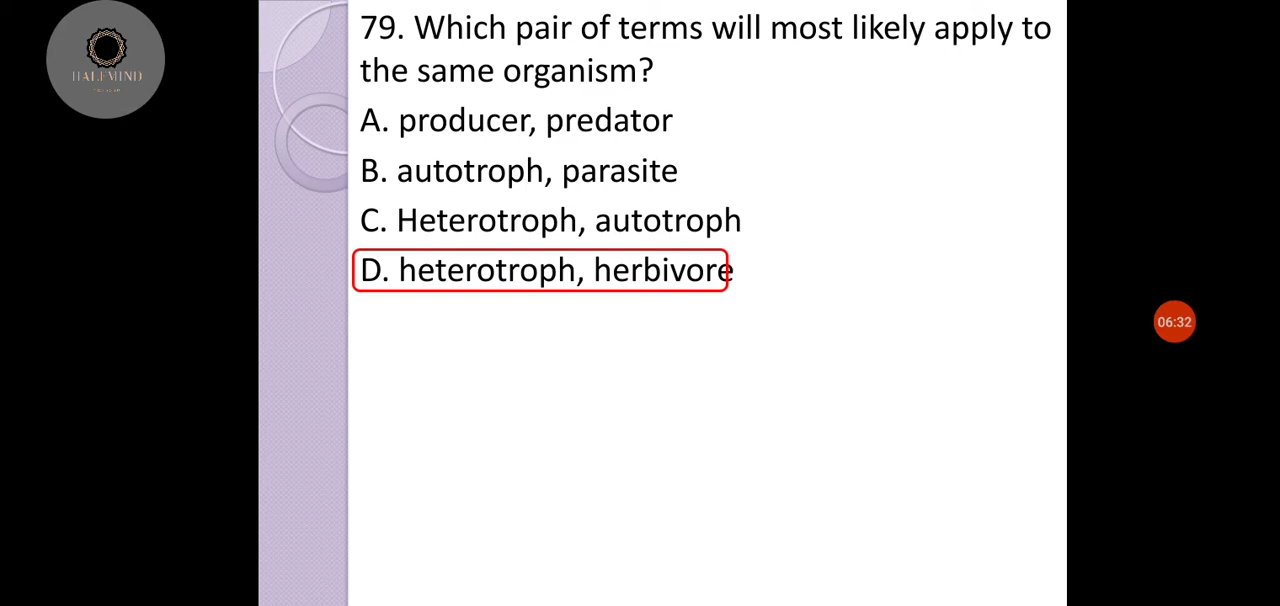 HALFMIND
79. Which pair of terms will most likely apply to
the same organism?
A. producer, predator
B. autotroph, parasite
C. Heterotroph, autotroph
D. heterotroph, herbivore
06:32